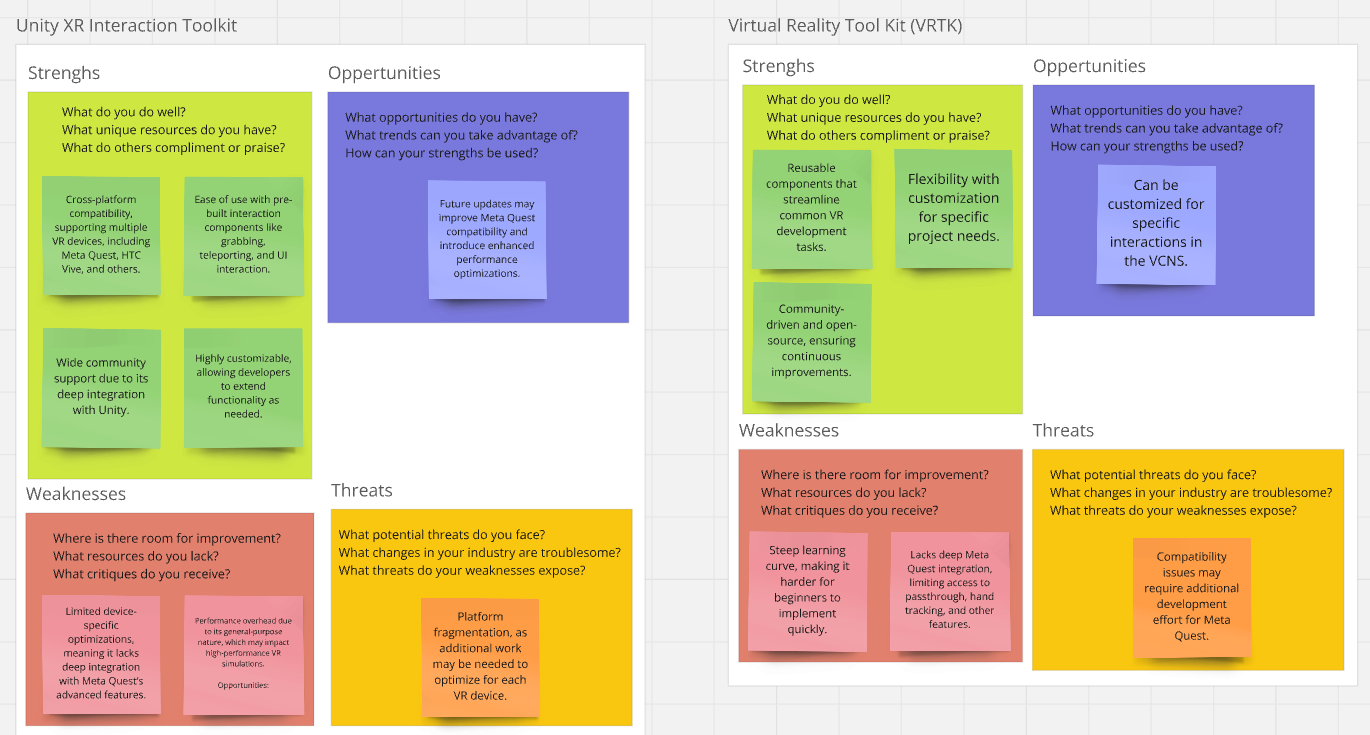 Unity XR Interaction Toolkit
Strenghs
What do you do well?
What unique resources do you have?
What do others compliment or praise?
Cross-platform
compatibility,
supporting multiple
VR devices, including
Meta Quest, HTC
Vive, and others.
Ease of use with pre-
built interaction
components like
grabbing,
teleporting, and UI
interaction.
Wide community
support due to its
deep integration
with Unity.
Highly customizable,
allowing developers
to extend
functionality as
needed.
Oppertunities
What opportunities do you have?
What trends can you take advantage of?
How can your strengths be used?
Future updates may
improve Meta Quest
compatibility and
introduce enhanced
performance
optimizations.
Weaknesses
Where is there room for improvement?
What resources do you lack?
What critiques do you receive?
Limited device-
specific
optimizations,
meaning it lacks
deep integration
with Meta Quest's
advanced features.
Performance overhead due
to its general-purpose
nature, which may impact
high-performance VR
simulations.
Opportunities:
Threats
What potential threats do you face?
What changes in your industry are troublesome?
What threats do your weaknesses expose?
Platform
fragmentation, as
additional work
may be needed to
optimize for each
VR device.
Virtual Reality Tool Kit (VRTK)
Strenghs
What do you do well?
What unique resources do you have?
What do others compliment or praise?
Reusable
components that
streamline
common VR
development
tasks.
Flexibility with
customization
for specific
project needs.
Community-
driven and open-
source, ensuring
continuous
improvements.
Oppertunities
What opportunities do you have?
What trends can you take advantage of?
How can your strengths be used?
Can be
customized for
specific
interactions in
the VCNS.
Weaknesses
Where is there room for improvement?
What resources do you lack?
What critiques do you receive?
Steep learning
curve, making it
harder for
beginners to
implement
quickly.
Lacks deep Meta
Quest integration,
limiting access to
passthrough, hand
tracking, and other
features.
Threats
What potential threats do you face?
What changes in your industry are troublesome?
What threats do your weaknesses expose?
Compatibility
issues may
require additional
development
effort for Meta
Quest.